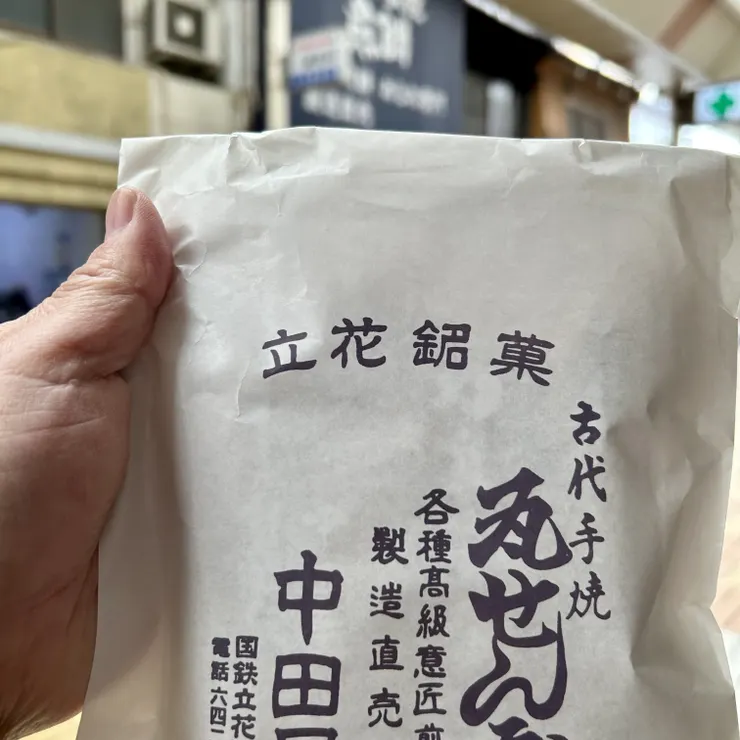 立花銘菓
古代手焼
瓦せん
各種高級意匠煎
製造直売
中田
国鉄立花
電話六四